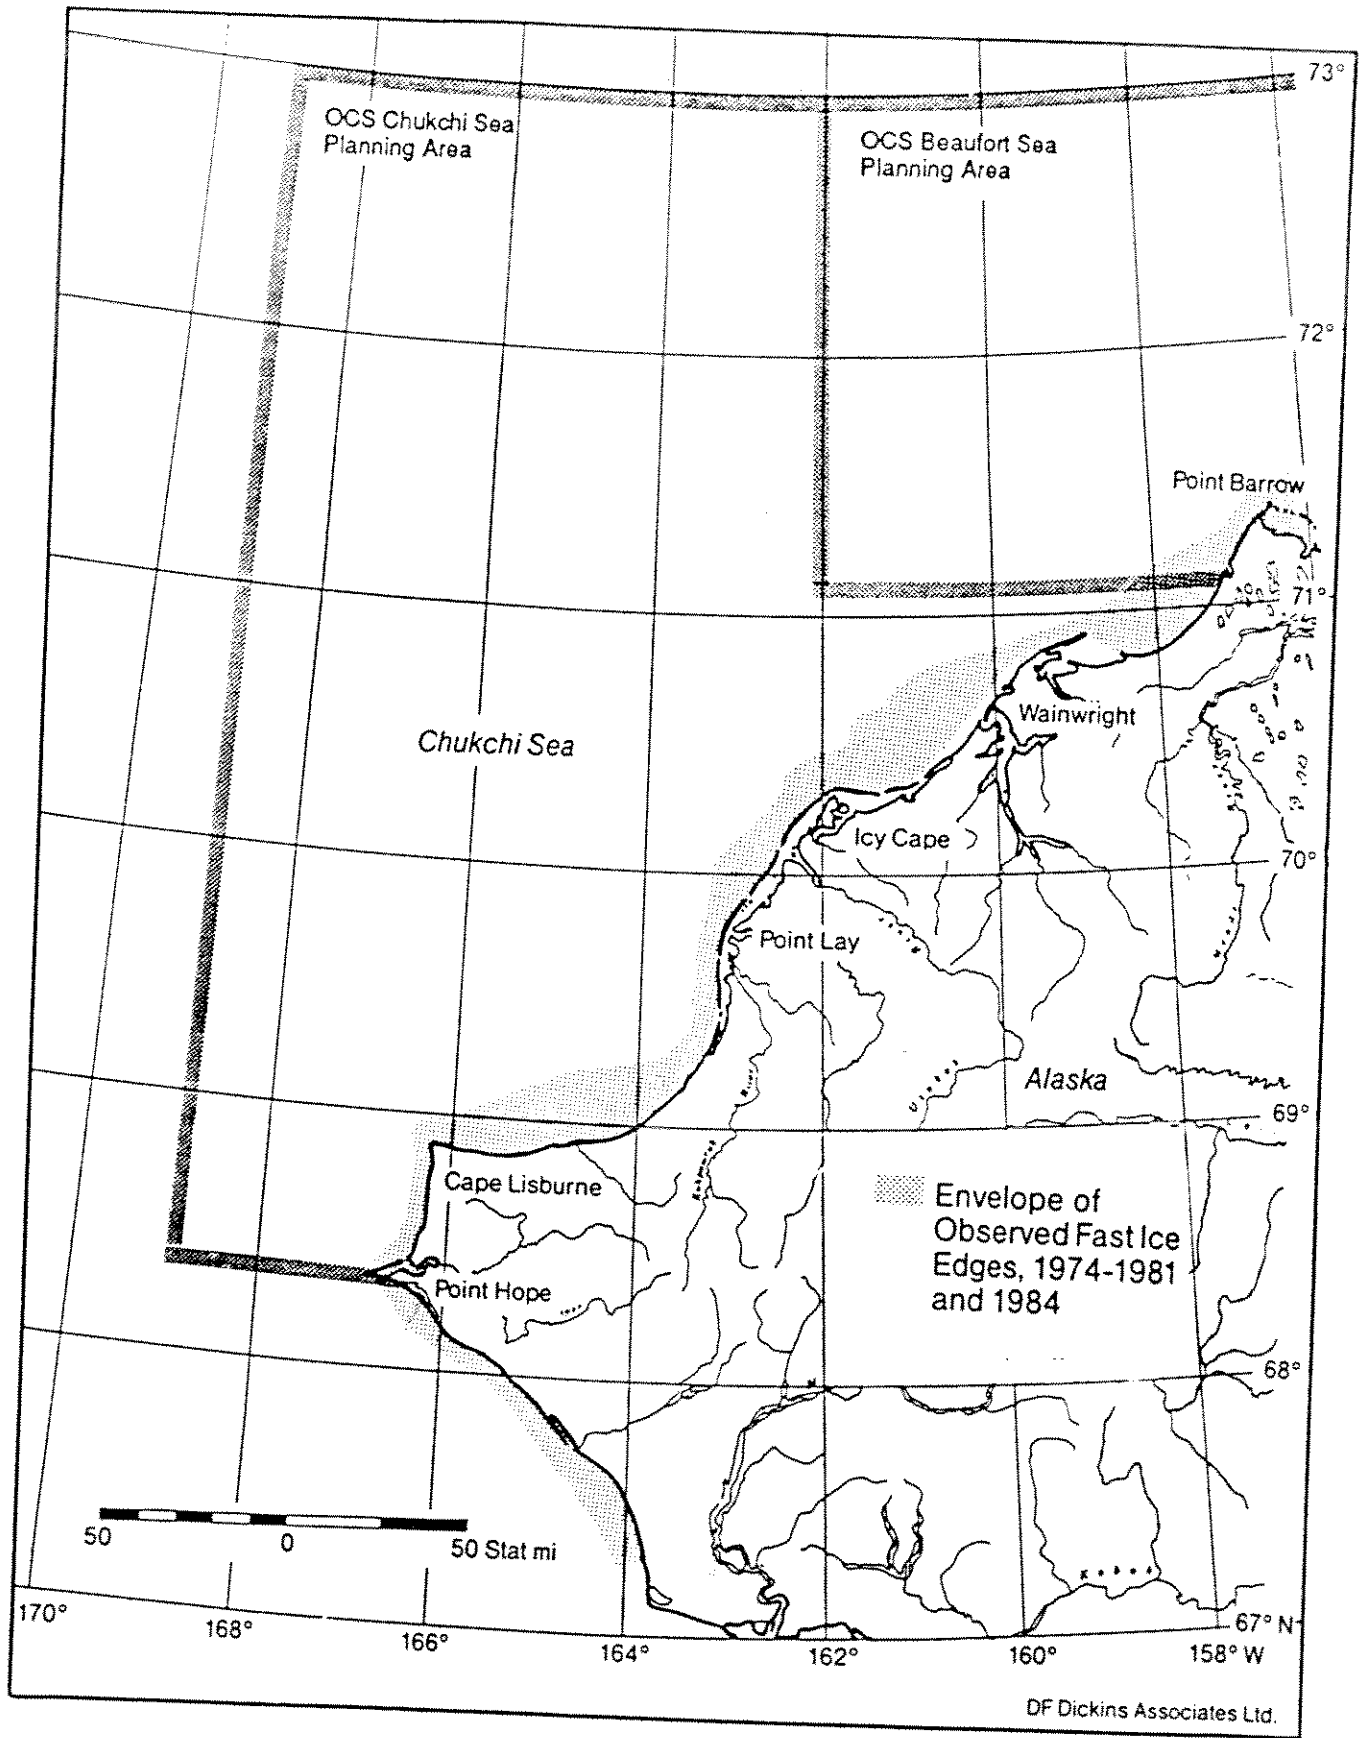 73°
OCS Chukchi Sea
Planning Area
OCS Beaufort Sea
Planning Area
72°
Point Barrow
71°
Wainwright
Chukchi Sea
Icy Cape
70°
Point Lay
Alaska
69°
Cape Lisburne
Envelope of
Observed Fast Ice
Edges, 1974-1981
and 1984
Point Hope
68°
50 0 50 Stat mi
Kobuk
170° 168° 166° 164° 162° 160° 158° W
67° N
DF Dickins Associates Ltd.